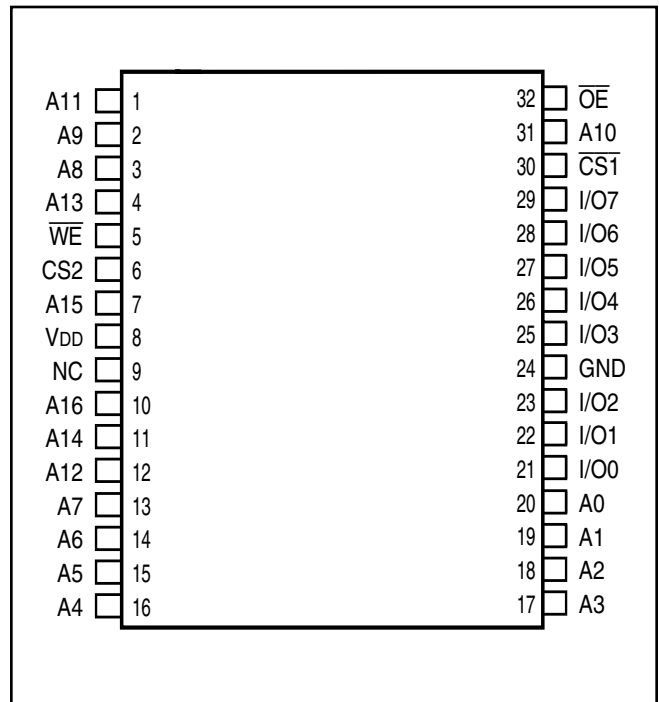 A11 1 32 O̅E̅
A9 2 31 A10
A8 3 30 C̅S̅1̅
A13 4 29 I/O7
W̅E̅ 5 28 I/O6
CS2 6 27 I/O5
A15 7 26 I/O4
VDD 8 25 I/O3
NC 9 24 GND
A16 10 23 I/O2
A14 11 22 I/O1
A12 12 21 I/O0
A7 13 20 A0
A6 14 19 A1
A5 15 18 A2
A4 16 17 A3